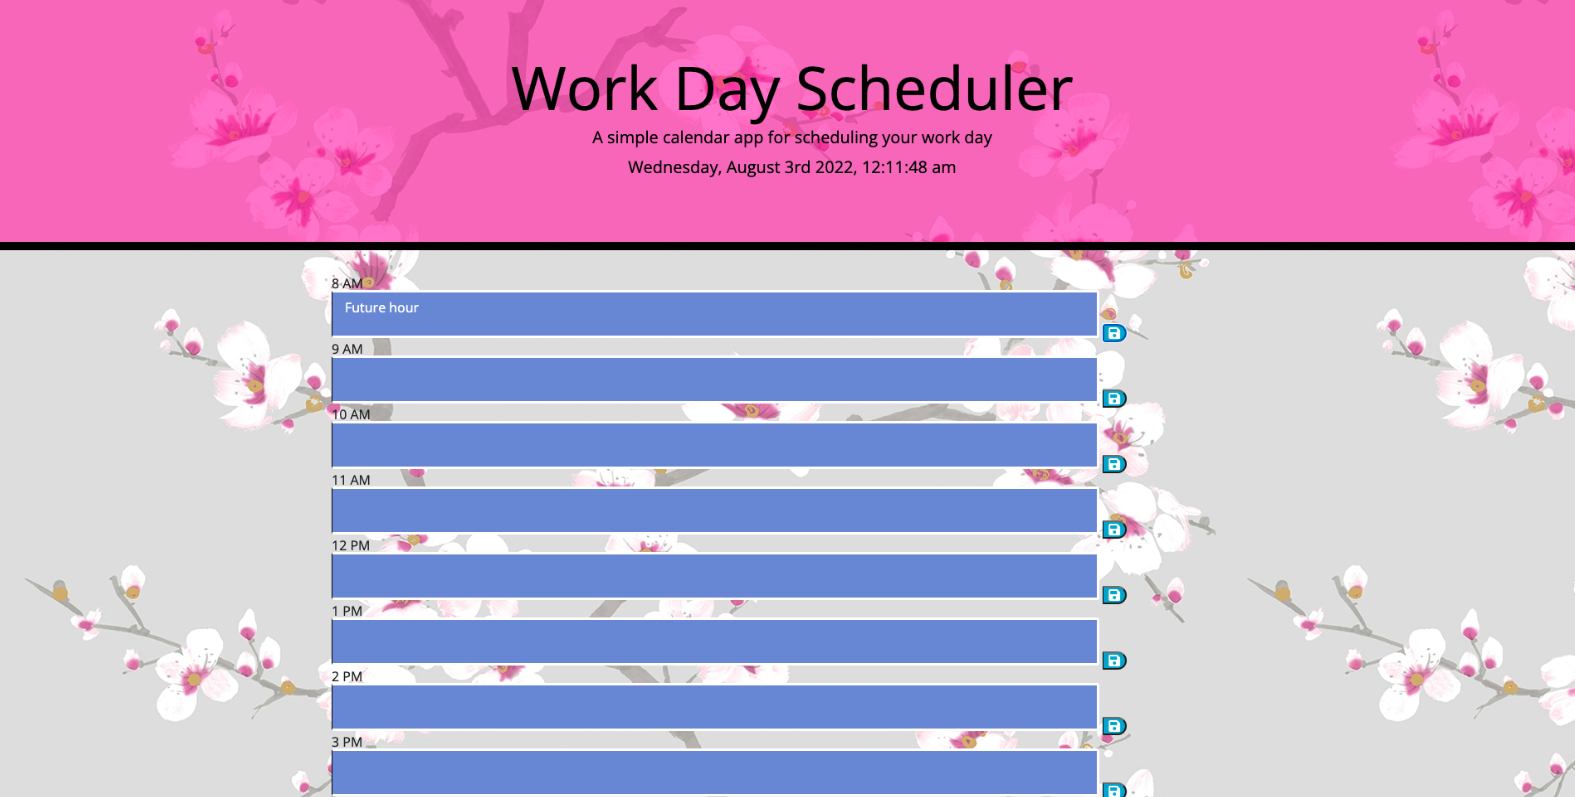 Work Day Scheduler
A simple calendar app for scheduling your work day
Wednesday, August 3rd 2022, 12:11:48 am
8 AM
Future hour
9 AM
10 AM
11 AM
12 PM
1 PM
2 PM
3 PM